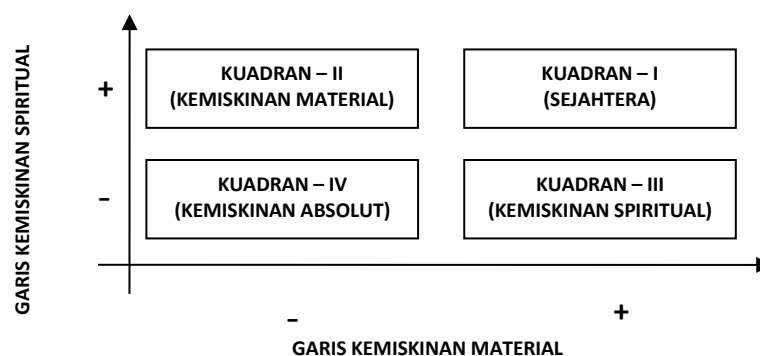 GARIS KEMISKINAN SPIRITUAL
+
KUADRAN – II
(KEMISKINAN MATERIAL)
KUADRAN – I
(SEJAHTERA)
-
KUADRAN – IV
(KEMISKINAN ABSOLUT)
KUADRAN – III
(KEMISKINAN SPIRITUAL)
-
+
GARIS KEMISKINAN MATERIAL